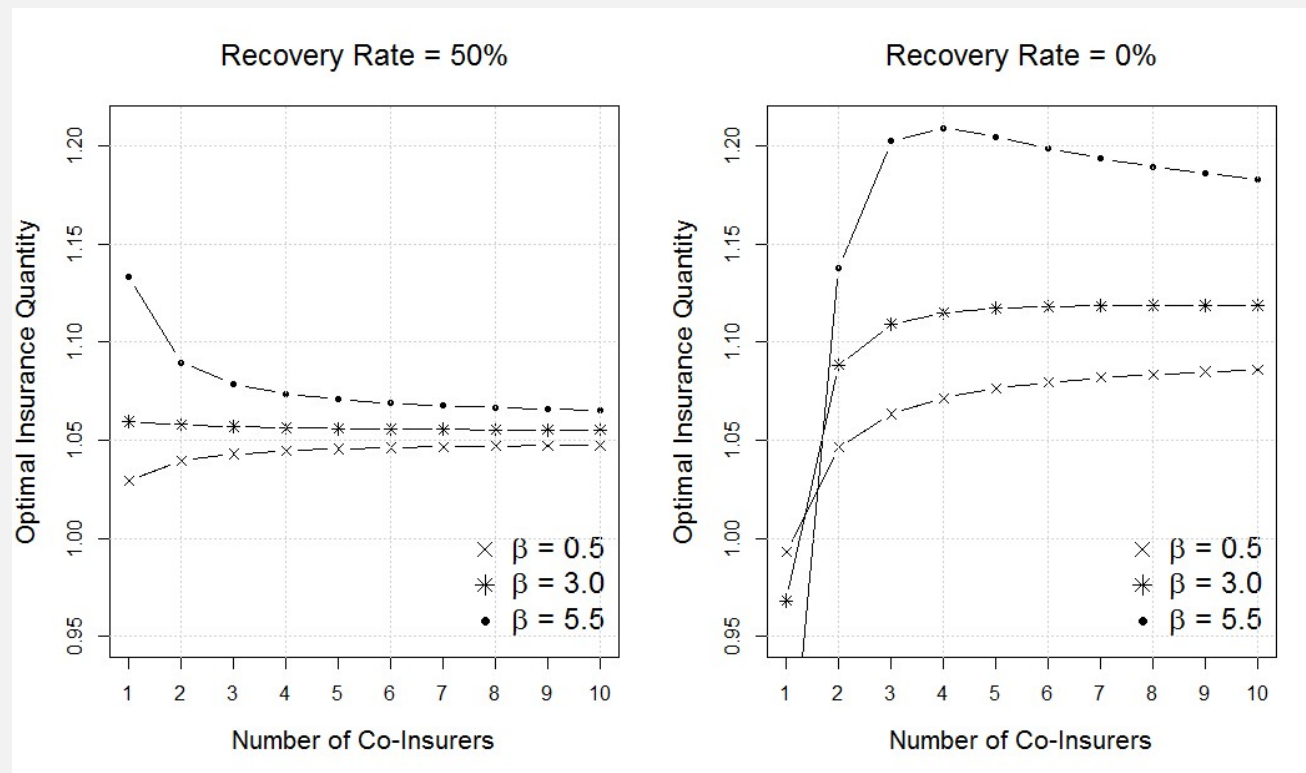 Recovery Rate = 50%
Optimal Insurance Quantity
1.20
1.15
1.10
1.05
1.00
0.95
β = 0.5
β = 3.0
β = 5.5
1 2 3 4 5 6 7 8 9 10
Number of Co-Insurers
Recovery Rate = 0%
Optimal Insurance Quantity
1.20
1.15
1.10
1.05
1.00
0.95
β = 0.5
β = 3.0
β = 5.5
1 2 3 4 5 6 7 8 9 10
Number of Co-Insurers